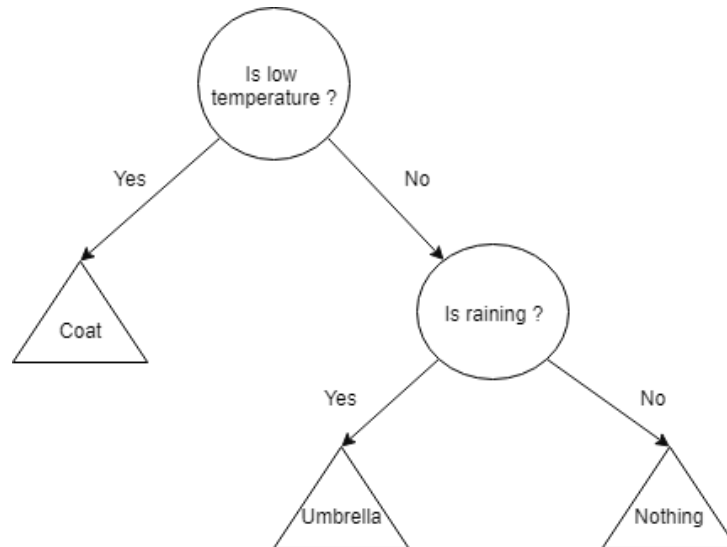 Is low
temperature ?
Yes
No
Coat
Is raining ?
Yes
No
Umbrella
Nothing